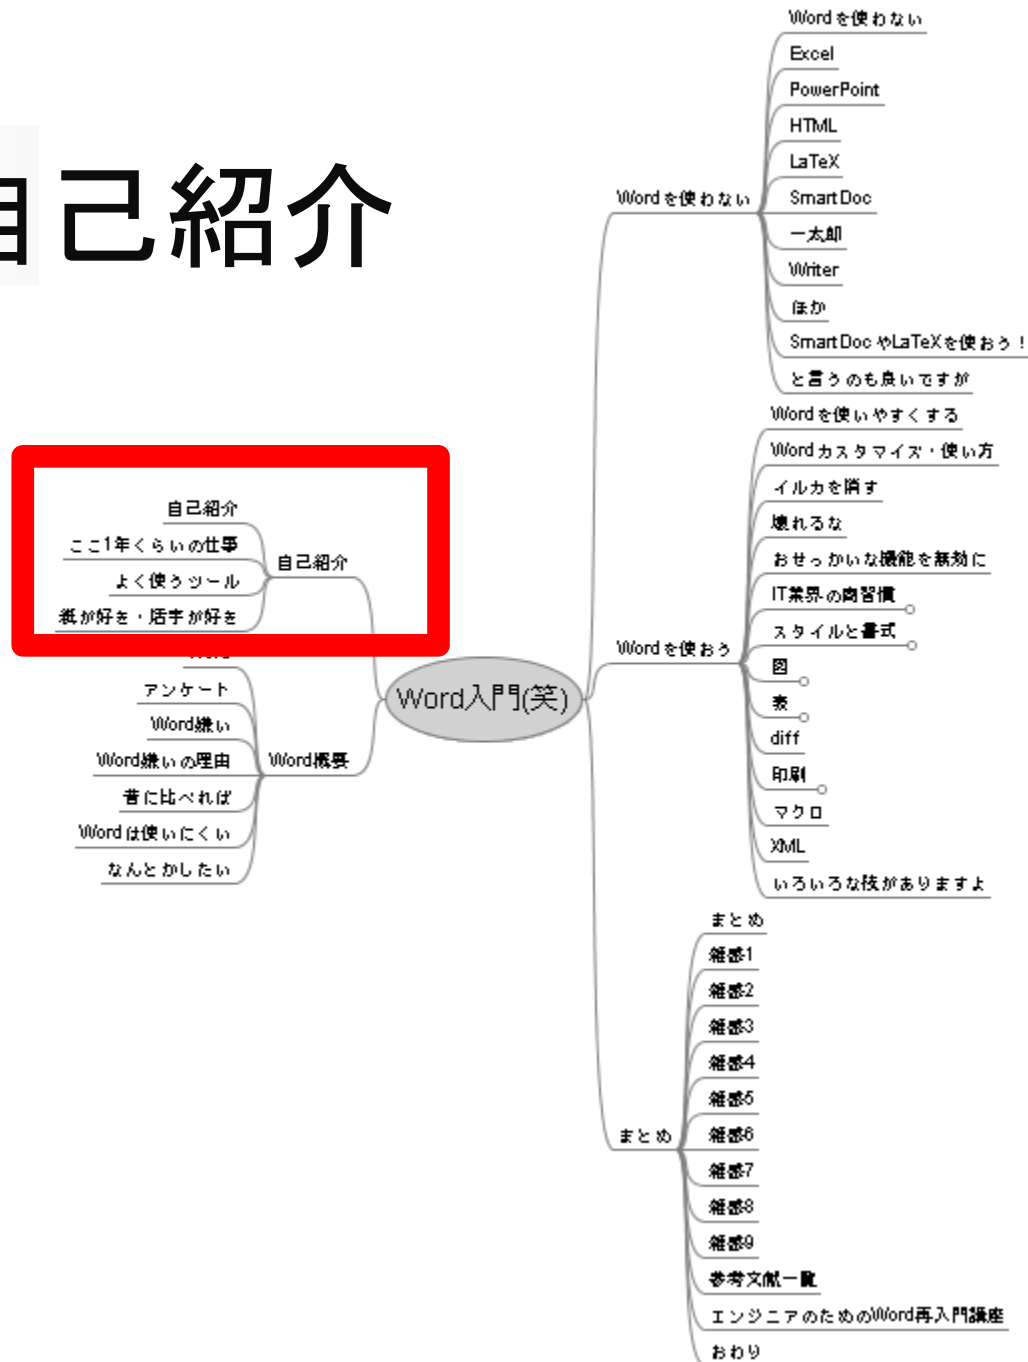 自己紹介
Wordを使わない
Excel
PowerPoint
HTML
LaTeX
SmartDoc
一太郎
Writer
ほか
SmartDocやLaTeXを使おう！
と言うのも良いですが
Wordを使わない
Wordを使いやすくする
Wordカスタマイズ・使い方
イルカを消す
壊れるな
おせっかいな機能を無効に
IT業界の商習慣
スタイルと書式
図
表
diff
印刷
マクロ
XML
いろいろな技がありますよ
Wordを使おう
自己紹介
ここ1年くらいの仕事
よく使うツール
紙が好き・活字が好き
自己紹介
Word入門(笑)
アンケート
Word嫌い
Word嫌いの理由
昔に比べれば
Wordは使いにくい
なんとかしたい
Word概要
まとめ
雑感1
雑感2
雑感3
雑感4
雑感5
雑感6
雑感7
雑感8
雑感9
参考文献一覧
エンジニアのためのWord再入門講座
おわり
まとめ